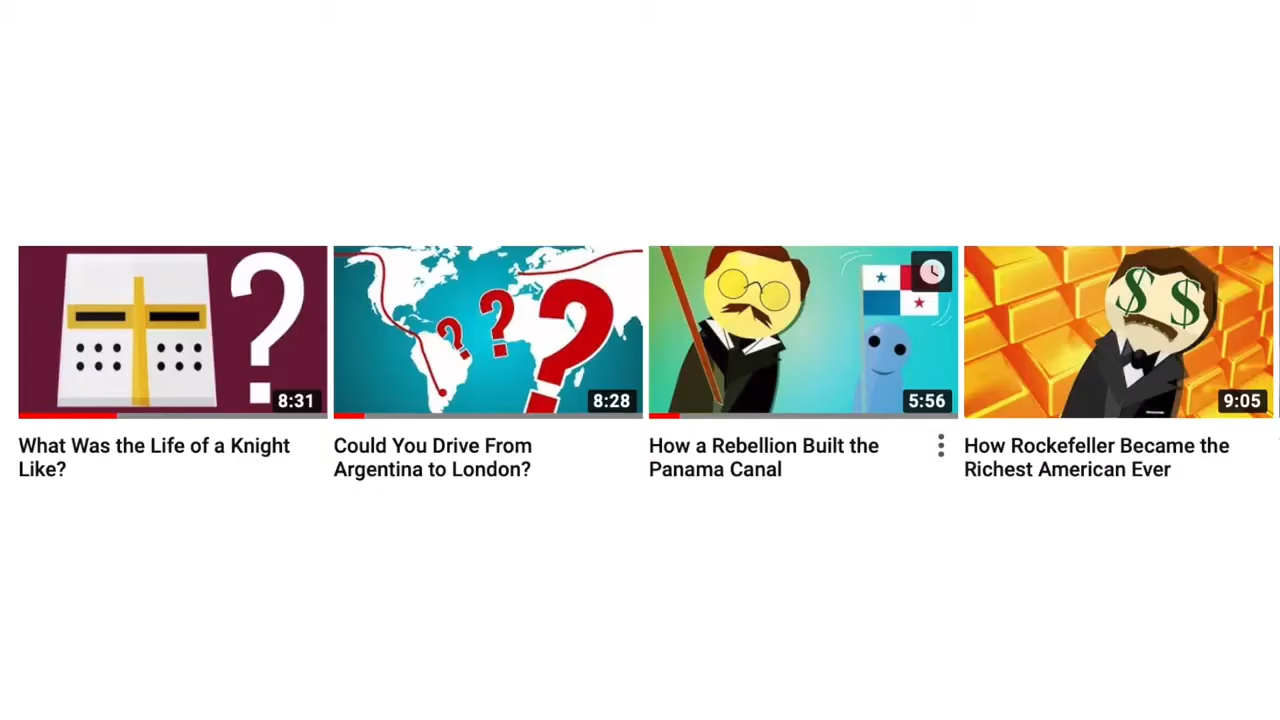 ?
? ? ?
$ $
8:31
8:28
5:56
9:05
What Was the Life of a Knight
Like?
Could You Drive From
Argentina to London?
How a Rebellion Built the
Panama Canal
How Rockefeller Became the
Richest American Ever